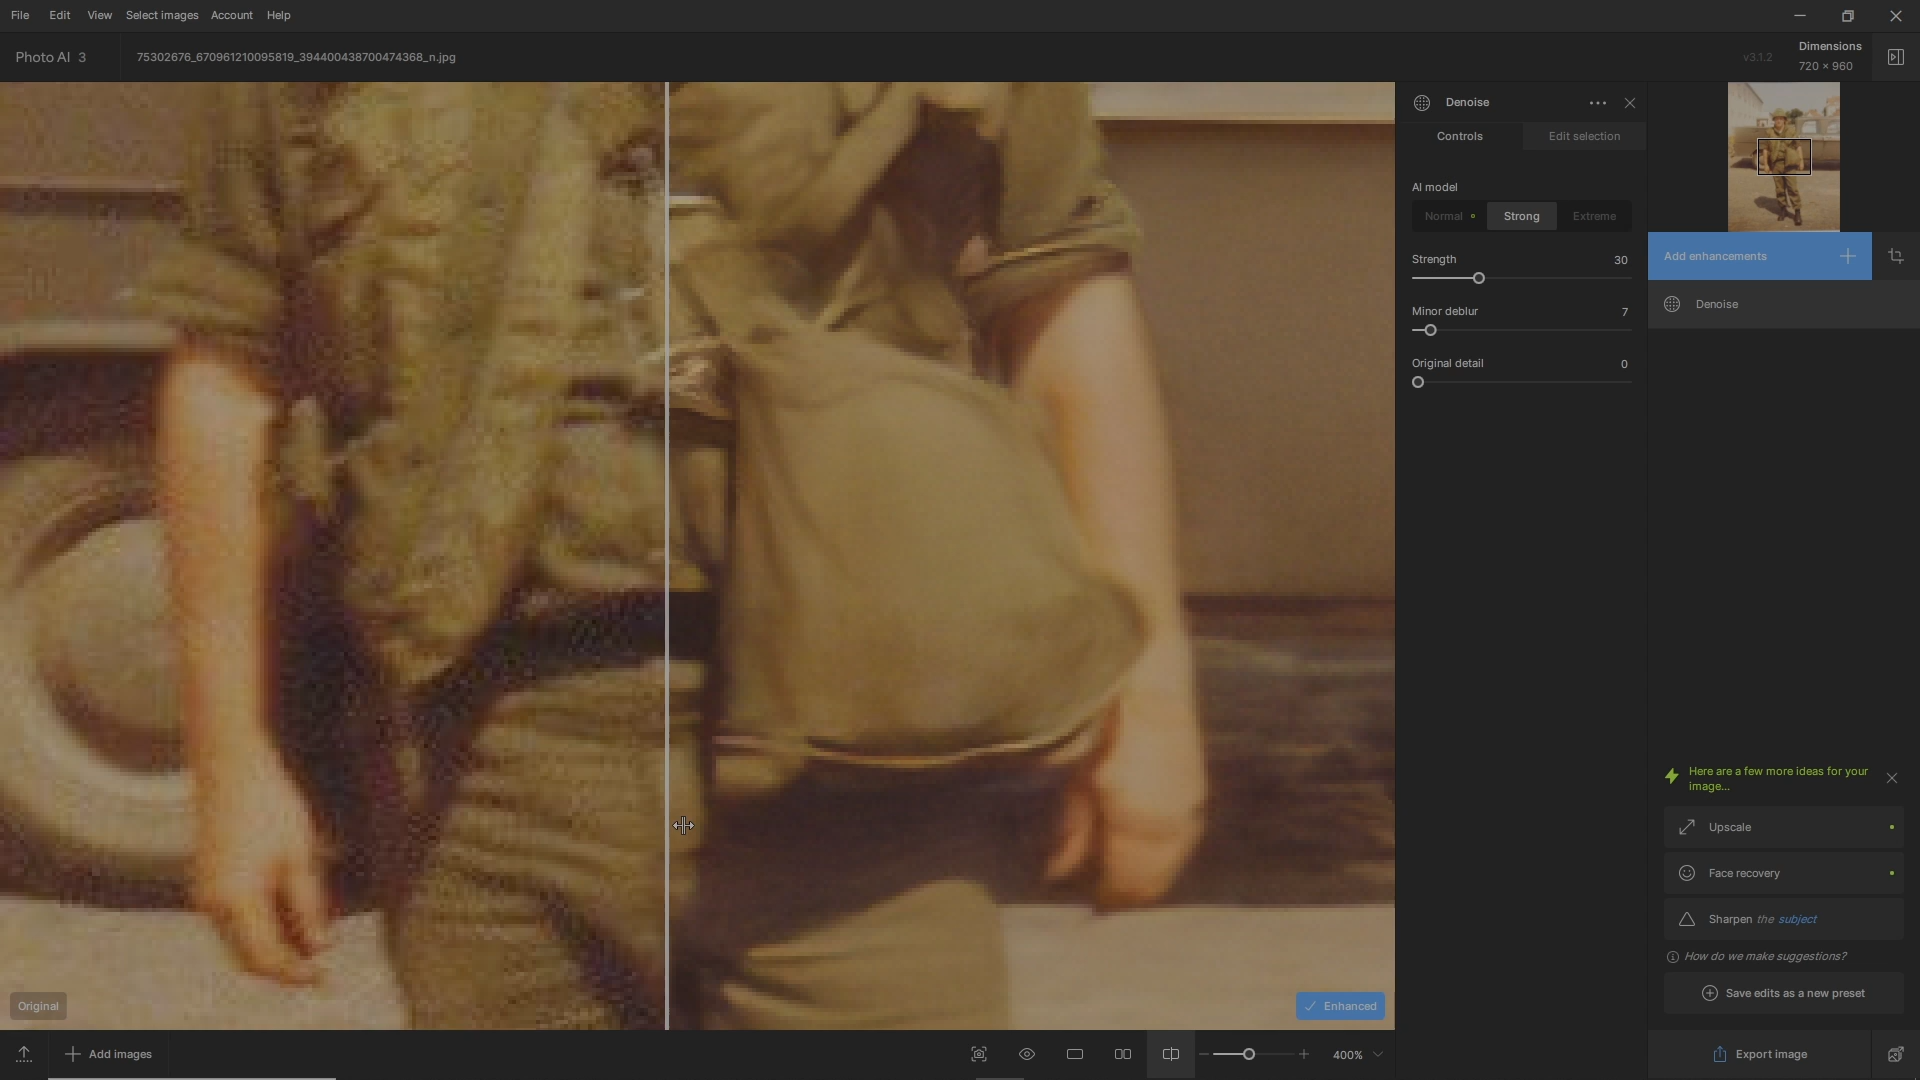 File Edit View Select images Account Help
Photo AI 3
75302676_670961210095819_394400438700474368_n.jpg
v3.1.2
Dimensions
720 × 960
Denoise
Controls
Edit selection
AI model
Normal
Strong
Extreme
Strength 30
Minor deblur 7
Original detail 0
Add enhancements
Denoise
Here are a few more ideas for your
image...
Upscale
Face recovery
Sharpen the subject
How do we make suggestions?
Save edits as a new preset
Original
Enhanced
Add images
400%
Export image